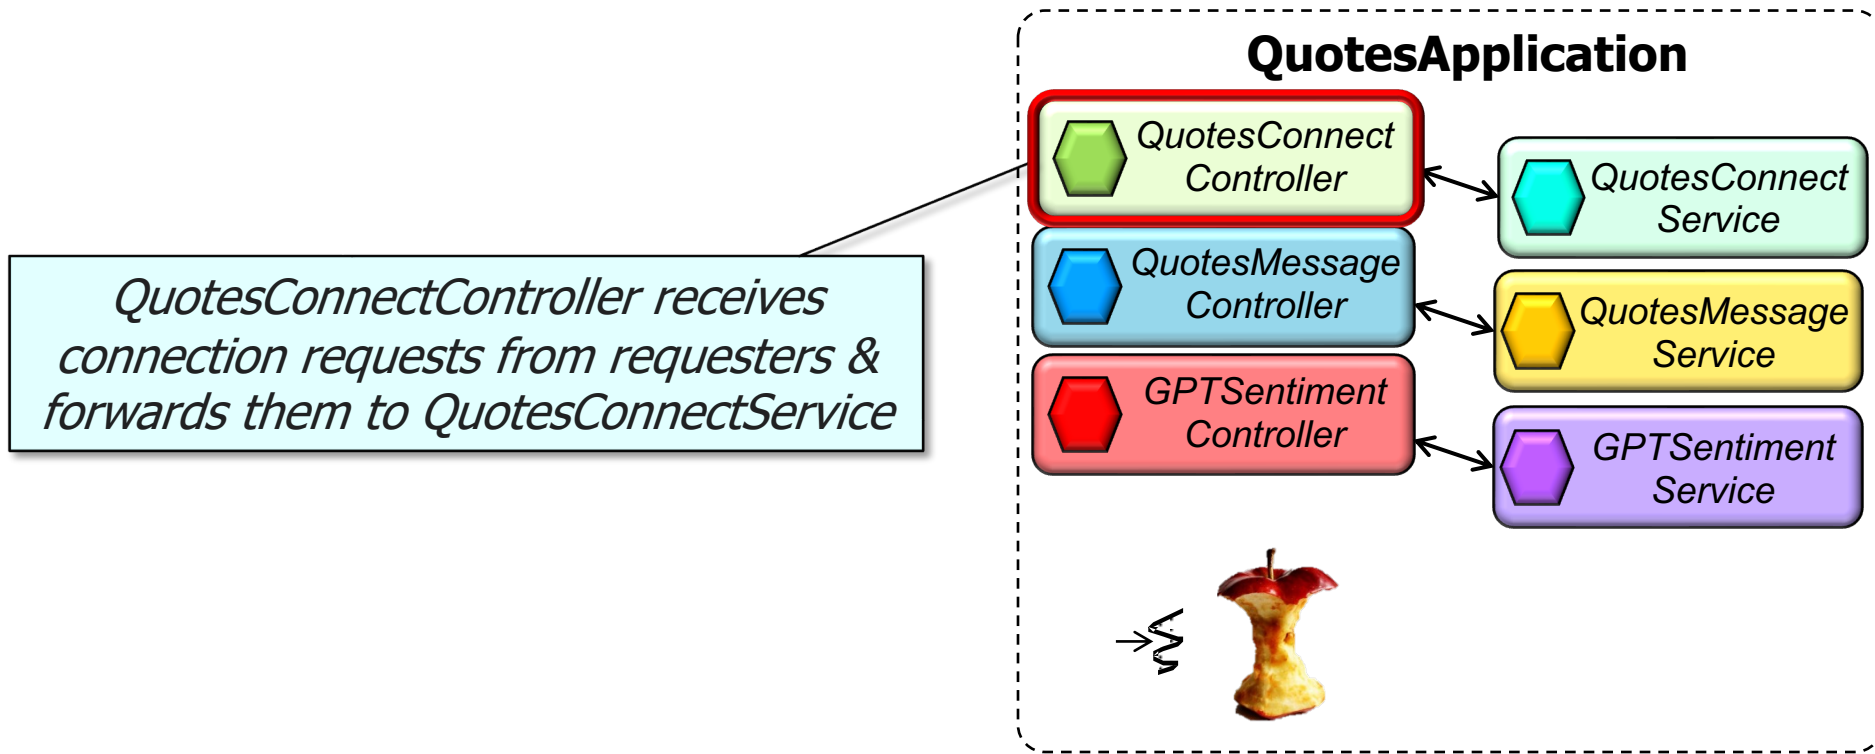 QuotesApplication
QuotesConnect
Controller
QuotesConnect
Service
QuotesMessage
Controller
QuotesMessage
Service
GPTSentiment
Controller
GPTSentiment
Service
QuotesConnectController receives
connection requests from requesters &
forwards them to QuotesConnectService